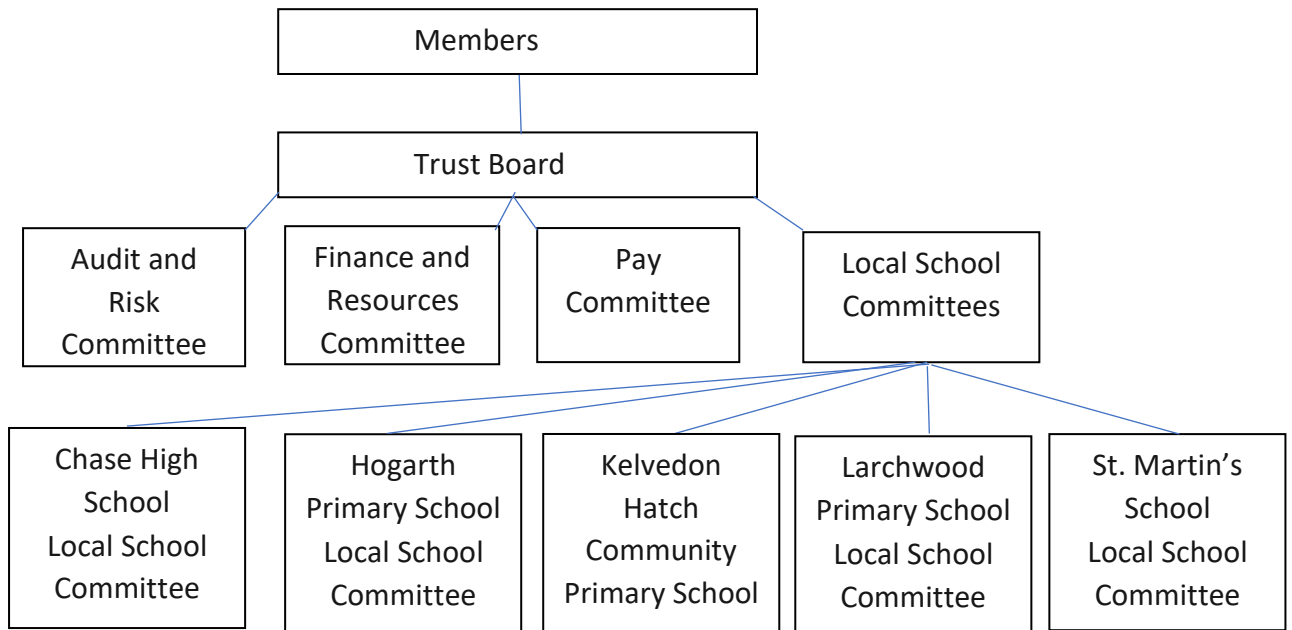 Members
Trust Board
Audit and
Risk
Committee
Finance and
Resources
Committee
Pay
Committee
Local School
Committees
Chase High
School
Local School
Committee
Hogarth
Primary School
Local School
Committee
Kelvedon
Hatch
Community
Primary School
Larchwood
Primary School
Local School
Committee
St. Martin’s
School
Local School
Committee